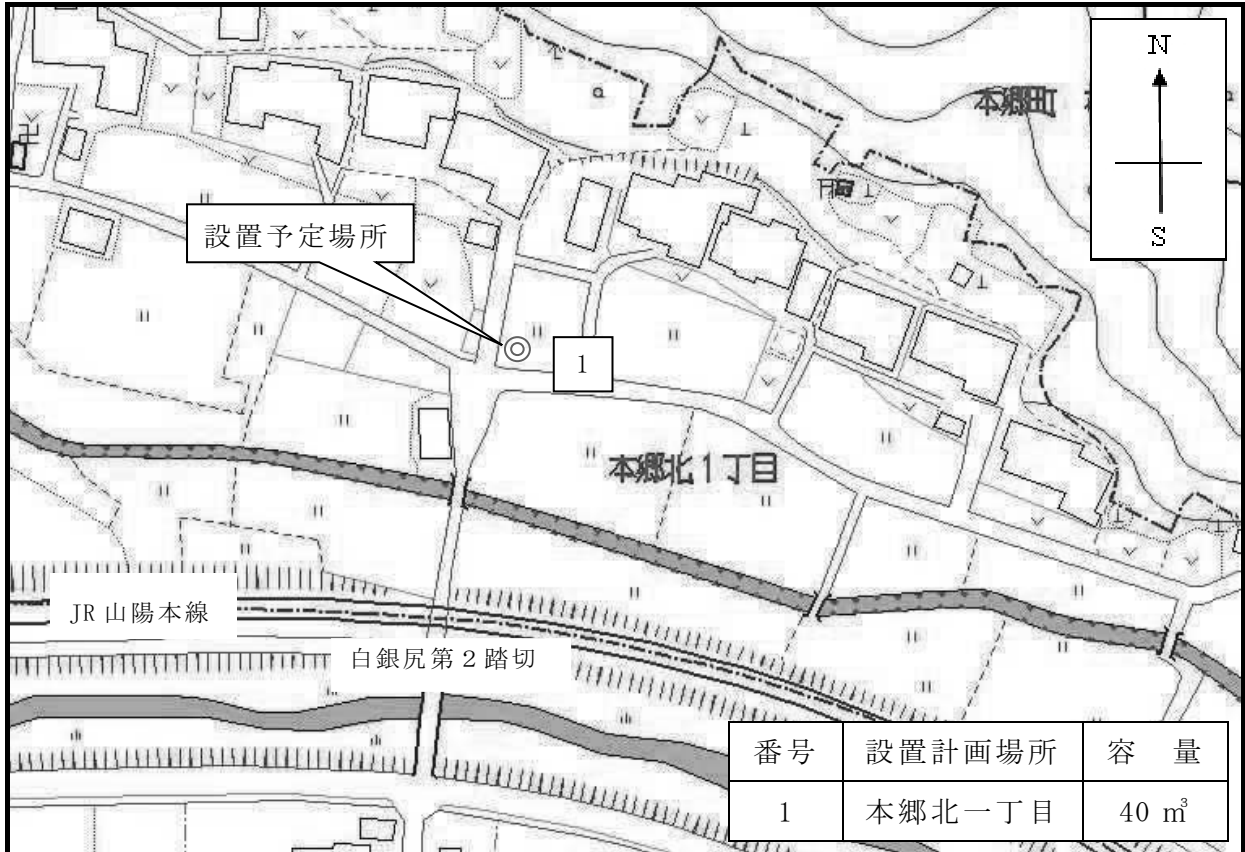 N
S
本郷町
設置予定場所
1
本郷北1丁目
JR 山陽本線
白銀尻第2踏切
番号 設置計画場所 容 量
1 本郷北一丁目 40 ㎥